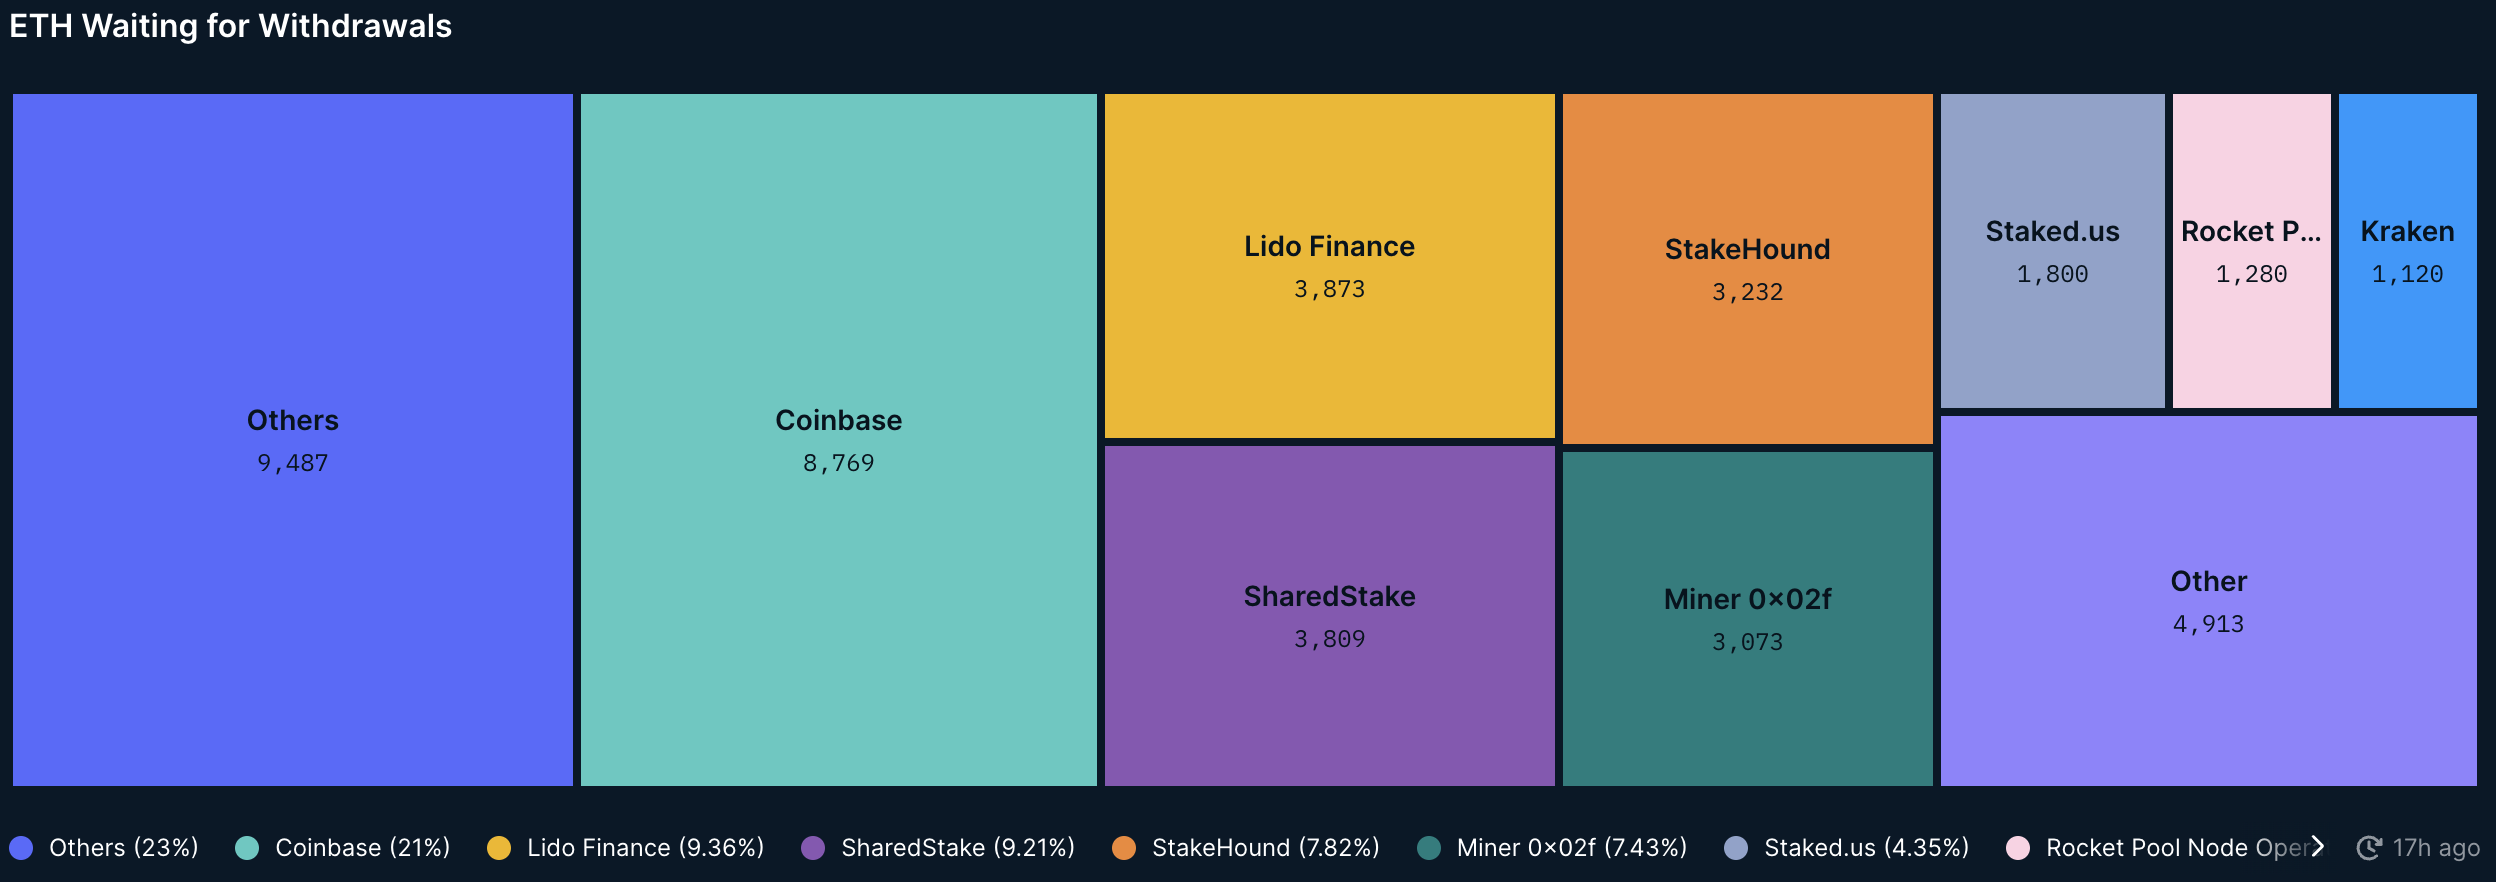 ETH Waiting for Withdrawals
Others
9,487
Coinbase
8,769
Lido Finance
3,873
SharedStake
3,809
StakeHound
3,232
Miner 0×02f
3,073
Staked.us
1,800
Rocket P...
1,280
Kraken
1,120
Other
4,913
Others (23%) Coinbase (21%) Lido Finance (9.36%) SharedStake (9.21%) StakeHound (7.82%) Miner 0×02f (7.43%) Staked.us (4.35%) Rocket Pool Node Oper 17h ago